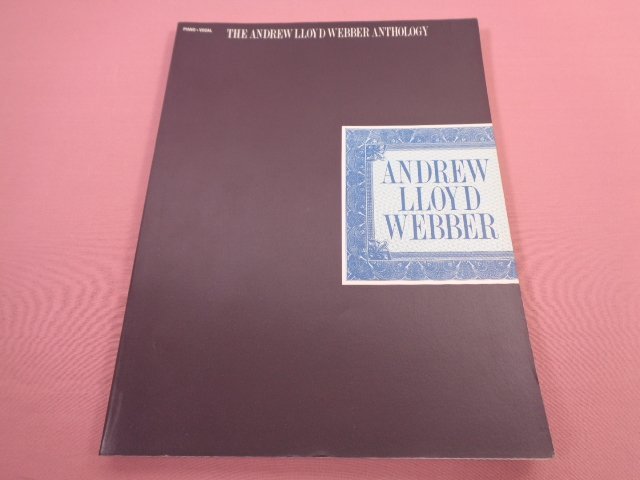 PIANO • VOCAL
THE ANDREW LLOYD WEBBER ANTHOLOGY
ANDREW
LLOYD
WEBBER